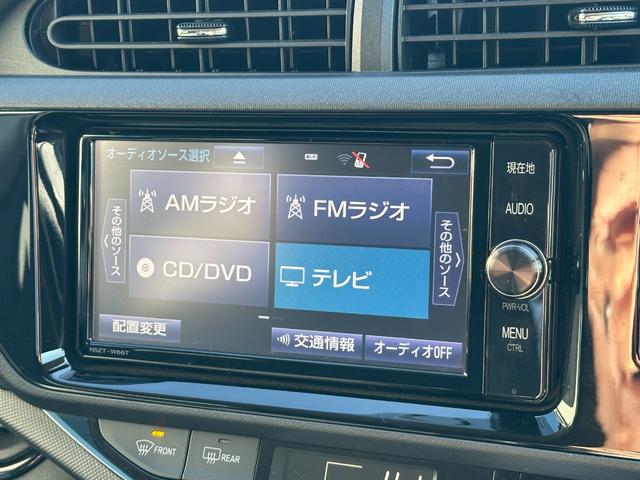 オーディオソース選択
Wi-Fi
AMラジオ
FMラジオ
その他のソース
CD/DVD
テレビ
その他のソース
配置変更
交通情報
オーディオOFF
NSZT-W66T
現在地
AUDIO
PWR・VOL
MENU
CTRL
FRONT
REAR